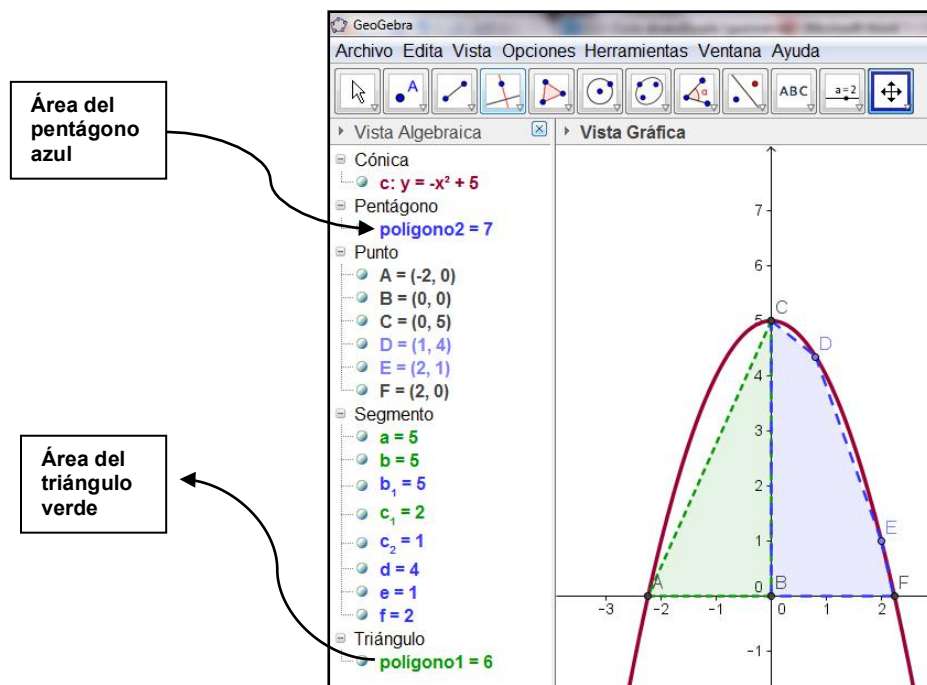 GeoGebra
Archivo Edita Vista Opciones Herramientas Ventana Ayuda
A
α
ABC
a=2
Área del
pentágono
azul
Vista Algebraica
Cónica
c: y = -x² + 5
Pentágono
polígono2 = 7
Punto
A = (-2, 0)
B = (0, 0)
C = (0, 5)
D = (1, 4)
E = (2, 1)
F = (2, 0)
Segmento
a = 5
b = 5
b₁ = 5
c₁ = 2
c₂ = 1
d = 4
e = 1
f = 2
Triángulo
polígono1 = 6
Área del
triángulo
verde
Vista Gráfica
7
6
5 C
D
4
3
2
1 E
0 A B F
-3 -2 -1 0 1 2
-1